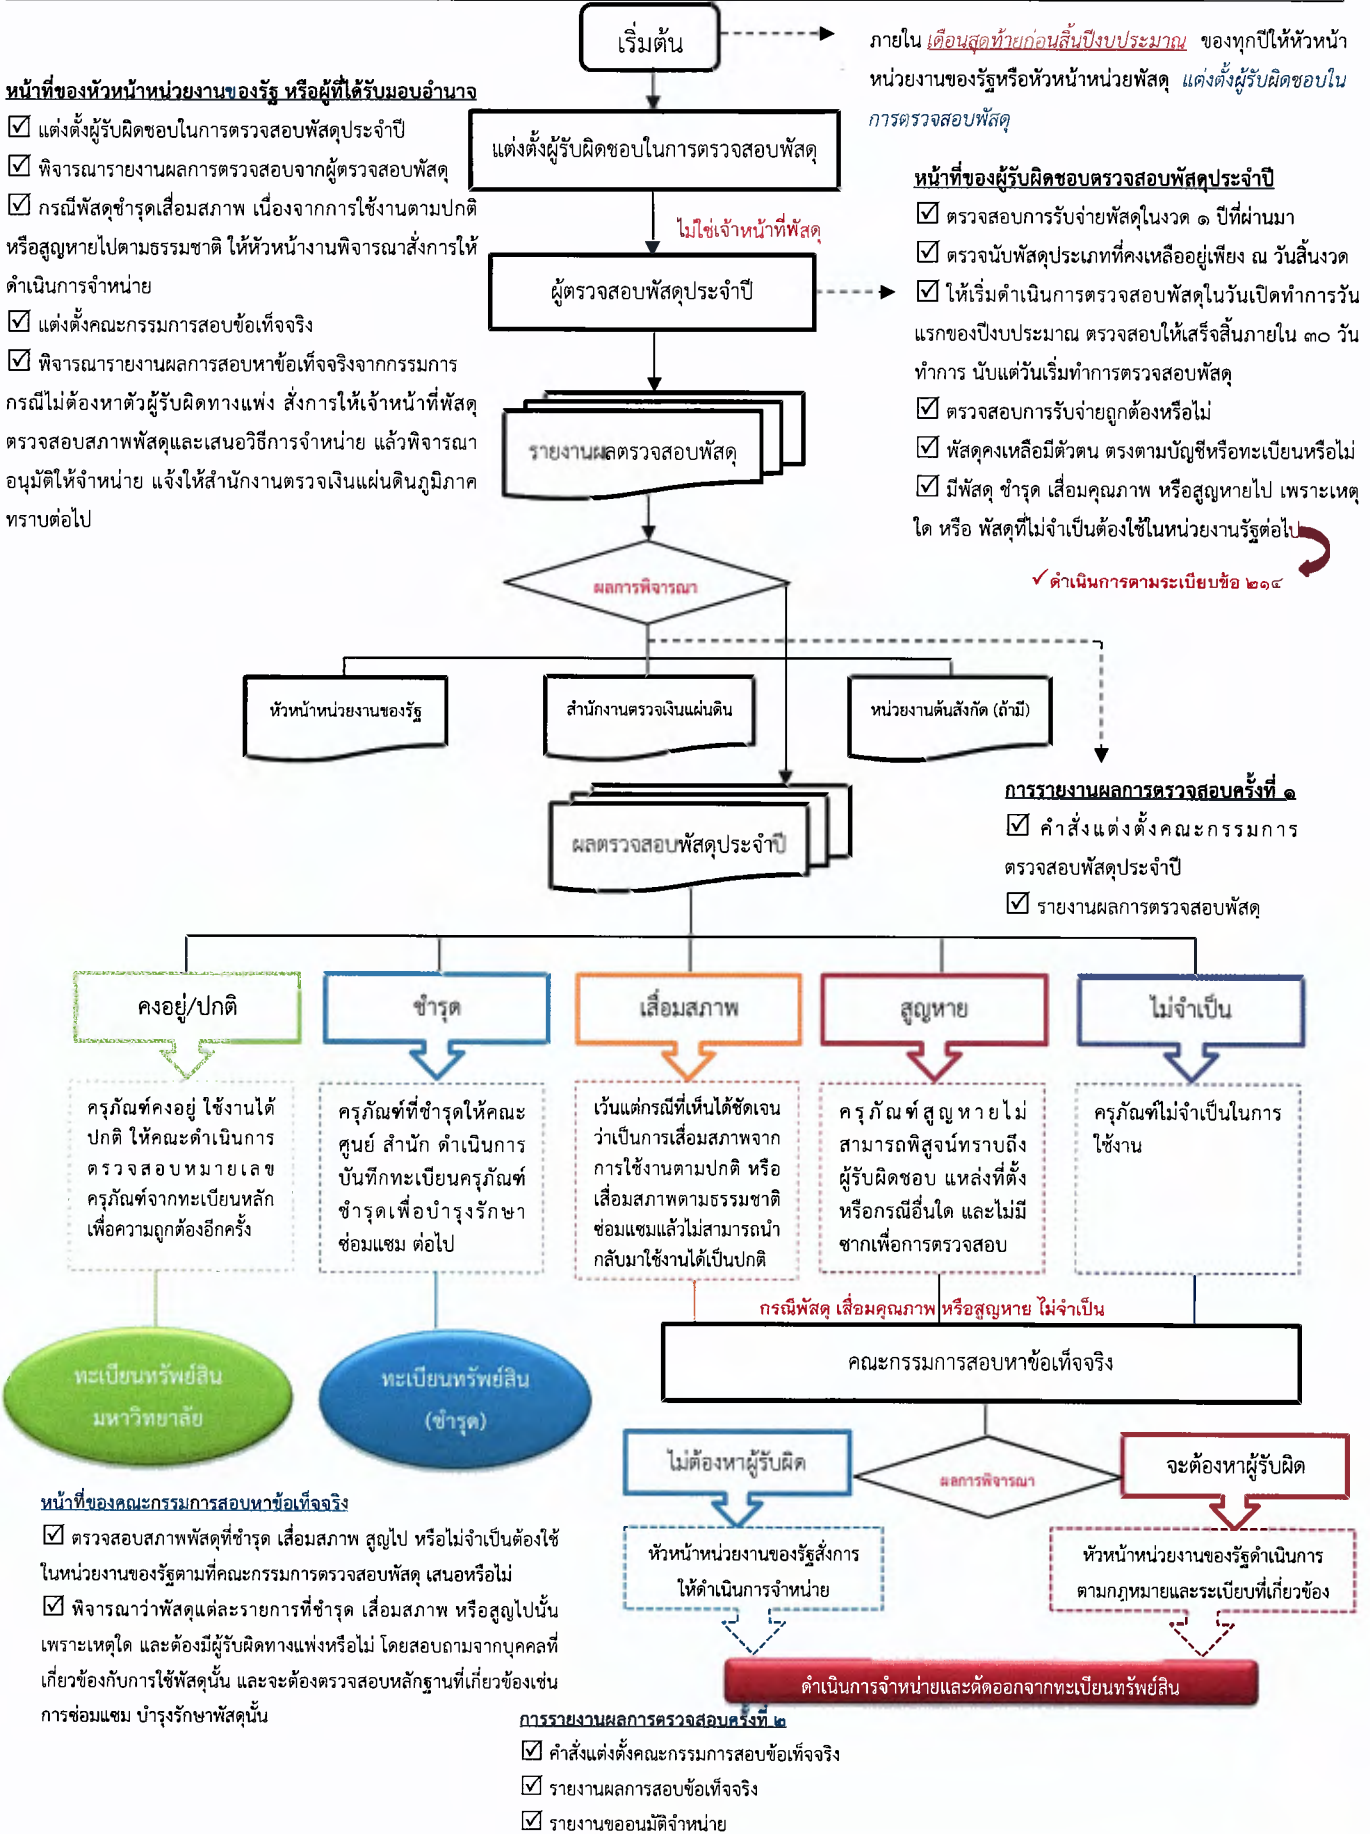 เริ่มต้น
ภายใน เดือนสุดท้ายก่อนสิ้นปีงบประมาณ ของทุกปีให้หัวหน้า
หน่วยงานของรัฐหรือหัวหน้าหน่วยพัสดุ แต่งตั้งผู้รับผิดชอบใน
การตรวจสอบพัสดุ
หน้าที่ของหัวหน้าหน่วยงานของรัฐ หรือผู้ที่ได้รับมอบอำนาจ
☑ แต่งตั้งผู้รับผิดชอบในการตรวจสอบพัสดุประจำปี
☑ พิจารณารายงานผลการตรวจสอบจากผู้ตรวจสอบพัสดุ
☑ กรณีพัสดุชำรุดเสื่อมสภาพ เนื่องจากการใช้งานตามปกติ
หรือสูญหายไปตามธรรมชาติ ให้หัวหน้างานพิจารณาสั่งการให้
ดำเนินการจำหน่าย
☑ แต่งตั้งคณะกรรมการสอบข้อเท็จจริง
☑ พิจารณารายงานผลการสอบหาข้อเท็จจริงจากกรรมการ
กรณีไม่ต้องหาตัวผู้รับผิดทางแพ่ง สั่งการให้เจ้าหน้าที่พัสดุ
ตรวจสอบสภาพพัสดุและเสนอวิธีการจำหน่าย แล้วพิจารณา
อนุมัติให้จำหน่าย แจ้งให้สำนักงานตรวจเงินแผ่นดินภูมิภาค
ทราบต่อไป
แต่งตั้งผู้รับผิดชอบในการตรวจสอบพัสดุ
ไม่ใช่เจ้าหน้าที่พัสดุ
ผู้ตรวจสอบพัสดุประจำปี
รายงานผลตรวจสอบพัสดุ
หน้าที่ของผู้รับผิดชอบตรวจสอบพัสดุประจำปี
☑ ตรวจสอบการรับจ่ายพัสดุในงวด ๑ ปีที่ผ่านมา
☑ ตรวจนับพัสดุประเภทที่คงเหลืออยู่เพียง ณ วันสิ้นงวด
☑ ให้เริ่มดำเนินการตรวจสอบพัสดุในวันเปิดทำการวัน
แรกของปีงบประมาณ ตรวจสอบให้เสร็จสิ้นภายใน ๓๐ วัน
ทำการ นับแต่วันเริ่มทำการตรวจสอบพัสดุ
☑ ตรวจสอบการรับจ่ายถูกต้องหรือไม่
☑ พัสดุคงเหลือมีตัวตน ตรงตามบัญชีหรือทะเบียนหรือไม่
☑ มีพัสดุ ชำรุด เสื่อมคุณภาพ หรือสูญหายไป เพราะเหตุ
ใด หรือ พัสดุที่ไม่จำเป็นต้องใช้ในหน่วยงานรัฐต่อไป
✓ ดำเนินการตามระเบียบข้อ ๒๑๔
ผลการพิจารณา
หัวหน้าหน่วยงานของรัฐ
สำนักงานตรวจเงินแผ่นดิน
หน่วยงานต้นสังกัด (ถ้ามี)
การรายงานผลการตรวจสอบครั้งที่ ๑
☑ คำสั่งแต่งตั้งคณะกรรมการ
ตรวจสอบพัสดุประจำปี
☑ รายงานผลการตรวจสอบพัสดุ
ผลตรวจสอบพัสดุประจำปี
คงอยู่/ปกติ
ชำรุด
เสื่อมสภาพ
สูญหาย
ไม่จำเป็น
ครุภัณฑ์คงอยู่ ใช้งานได้
ปกติ ให้คณะดำเนินการ
ตรวจสอบหมายเลข
ครุภัณฑ์จากทะเบียนหลัก
เพื่อความถูกต้องอีกครั้ง
ครุภัณฑ์ที่ชำรุดให้คณะ
ศูนย์ สำนัก ดำเนินการ
บันทึกทะเบียนครุภัณฑ์
ชำรุดเพื่อบำรุงรักษา
ซ่อมแซม ต่อไป
เว้นแต่กรณีที่เห็นได้ชัดเจน
ว่าเป็นการเสื่อมสภาพจาก
การใช้งานตามปกติ หรือ
เสื่อมสภาพตามธรรมชาติ
ซ่อมแซมแล้วไม่สามารถนำ
กลับมาใช้งานได้เป็นปกติ
ครุภัณฑ์สูญหายไม่
สามารถพิสูจน์ทราบถึง
ผู้รับผิดชอบ แหล่งที่ตั้ง
หรือกรณีอื่นใด และไม่มี
ซากเพื่อการตรวจสอบ
ครุภัณฑ์ไม่จำเป็นในการ
ใช้งาน
กรณีพัสดุ เสื่อมคุณภาพ หรือสูญหาย ไม่จำเป็น
คณะกรรมการสอบหาข้อเท็จจริง
ทะเบียนทรัพย์สิน
มหาวิทยาลัย
ทะเบียนทรัพย์สิน
(ชำรุด)
ไม่ต้องหาผู้รับผิด
ผลการพิจารณา
จะต้องหาผู้รับผิด
หัวหน้าหน่วยงานของรัฐสั่งการ
ให้ดำเนินการจำหน่าย
หัวหน้าหน่วยงานของรัฐดำเนินการ
ตามกฎหมายและระเบียบที่เกี่ยวข้อง
ดำเนินการจำหน่ายและตัดออกจากทะเบียนทรัพย์สิน
หน้าที่ของคณะกรรมการสอบหาข้อเท็จจริง
☑ ตรวจสอบสภาพพัสดุที่ชำรุด เสื่อมสภาพ สูญไป หรือไม่จำเป็นต้องใช้
ในหน่วยงานของรัฐตามที่คณะกรรมการตรวจสอบพัสดุ เสนอหรือไม่
☑ พิจารณาว่าพัสดุแต่ละรายการที่ชำรุด เสื่อมสภาพ หรือสูญไปนั้น
เพราะเหตุใด และต้องมีผู้รับผิดทางแพ่งหรือไม่ โดยสอบถามจากบุคคลที่
เกี่ยวข้องกับการใช้พัสดุนั้น และจะต้องตรวจสอบหลักฐานที่เกี่ยวข้องเช่น
การซ่อมแซม บำรุงรักษาพัสดุนั้น
การรายงานผลการตรวจสอบครั้งที่ ๒
☑ คำสั่งแต่งตั้งคณะกรรมการสอบข้อเท็จจริง
☑ รายงานผลการสอบข้อเท็จจริง
☑ รายงานขออนุมัติจำหน่าย